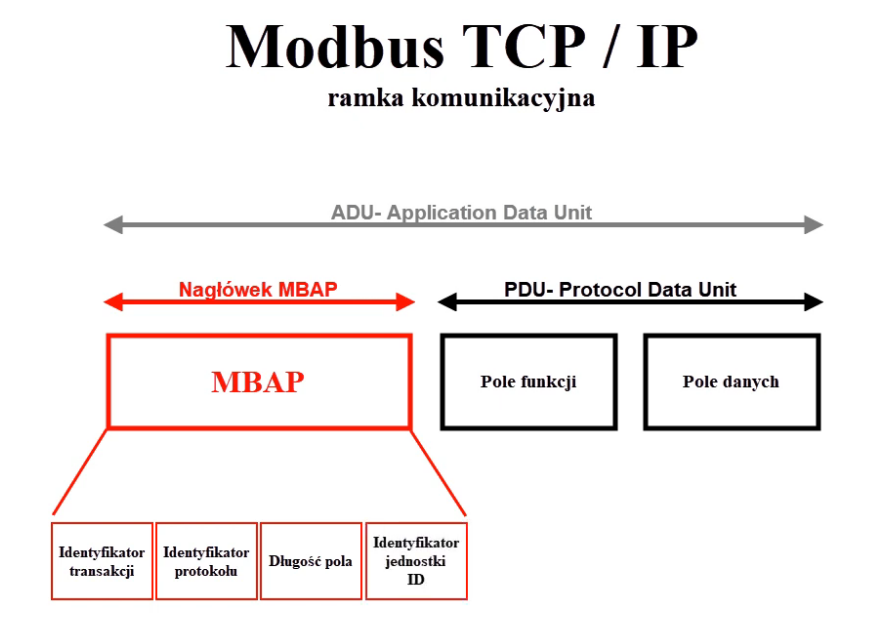 Modbus TCP / IP
ramka komunikacyjna
ADU- Application Data Unit
Nagłówek MBAP
PDU- Protocol Data Unit
MBAP
Pole funkcji
Pole danych
Identyfikator
transakcji
Identyfikator
protokołu
Długość pola
Identyfikator
jednostki
ID